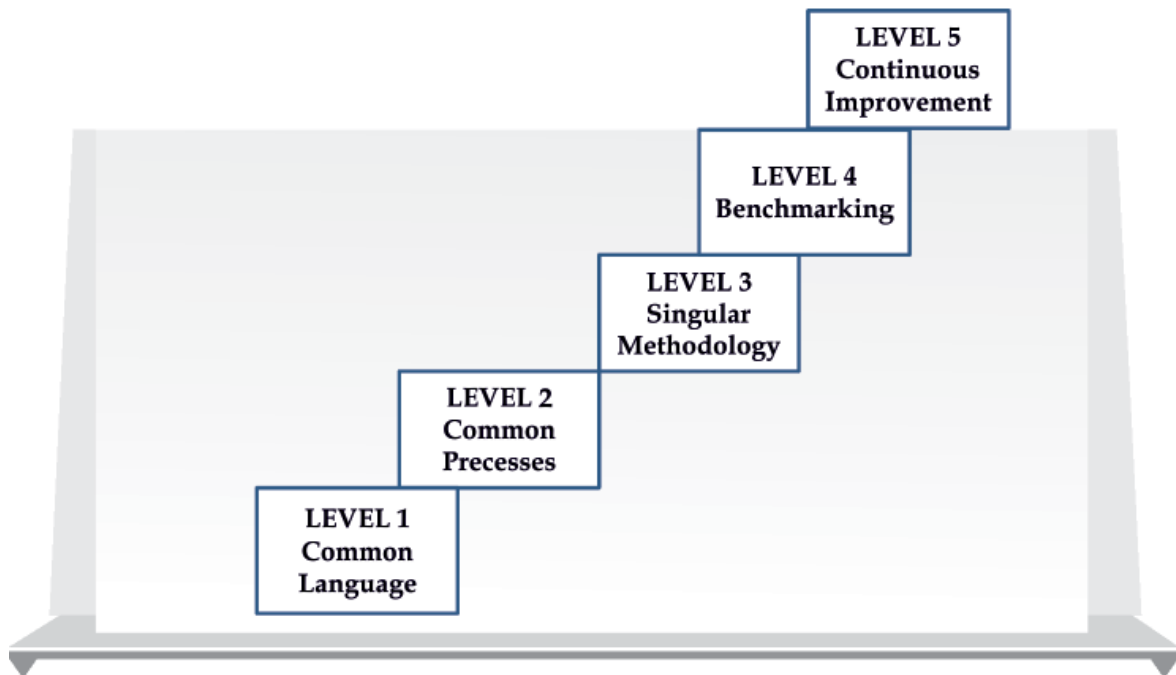 LEVEL 5
Continuous
Improvement
LEVEL 4
Benchmarking
LEVEL 3
Singular
Methodology
LEVEL 2
Common
Precesses
LEVEL 1
Common
Language